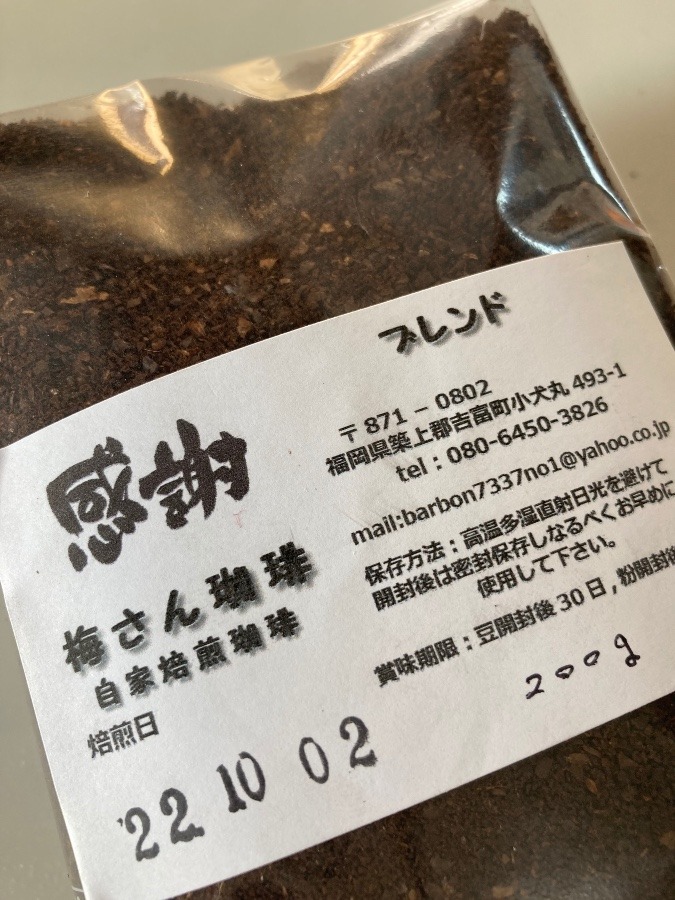 ブレンド
〒 871 – 0802
福岡県築上郡吉富町小犬丸 493-1
tel : 080-6450-3826
mail:barbon7337no1@yahoo.co.jp
保存方法：高温多湿直射日光を避けて
開封後は密封保存しなるべくお早めに
使用して下さい。
賞味期限：豆開封後 30 日 , 粉開封後
200g
感謝
梅さん珈琲
自家焙煎珈琲
焙煎日
'22 10 02